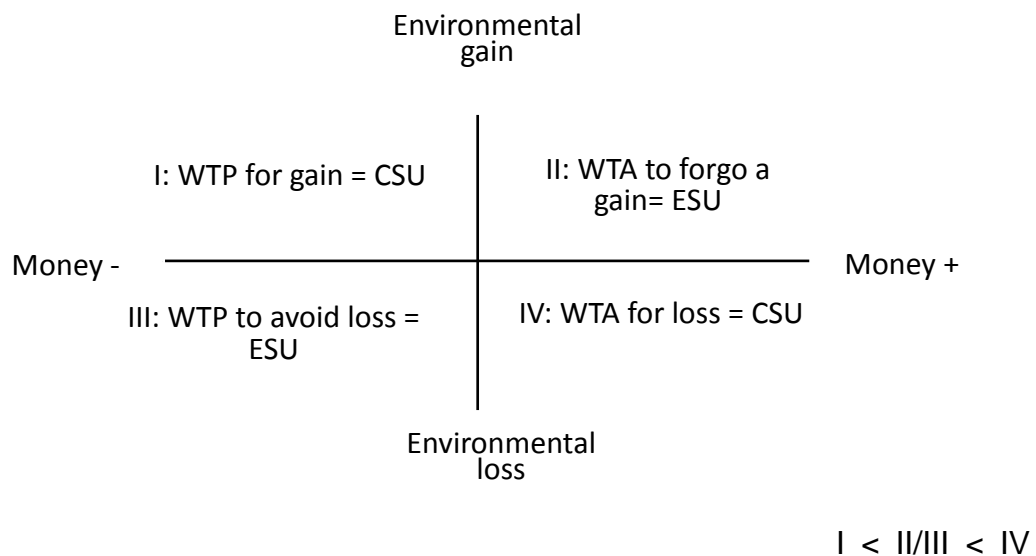 Environmental
gain
I: WTP for gain = CSU
II: WTA to forgo a
gain= ESU
Money -
Money +
III: WTP to avoid loss =
ESU
IV: WTA for loss = CSU
Environmental
loss
I < II/III < IV